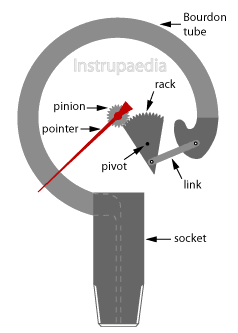 Bourdon
tube
Instrupaedia
rack
pinion
pointer
pivot
link
socket